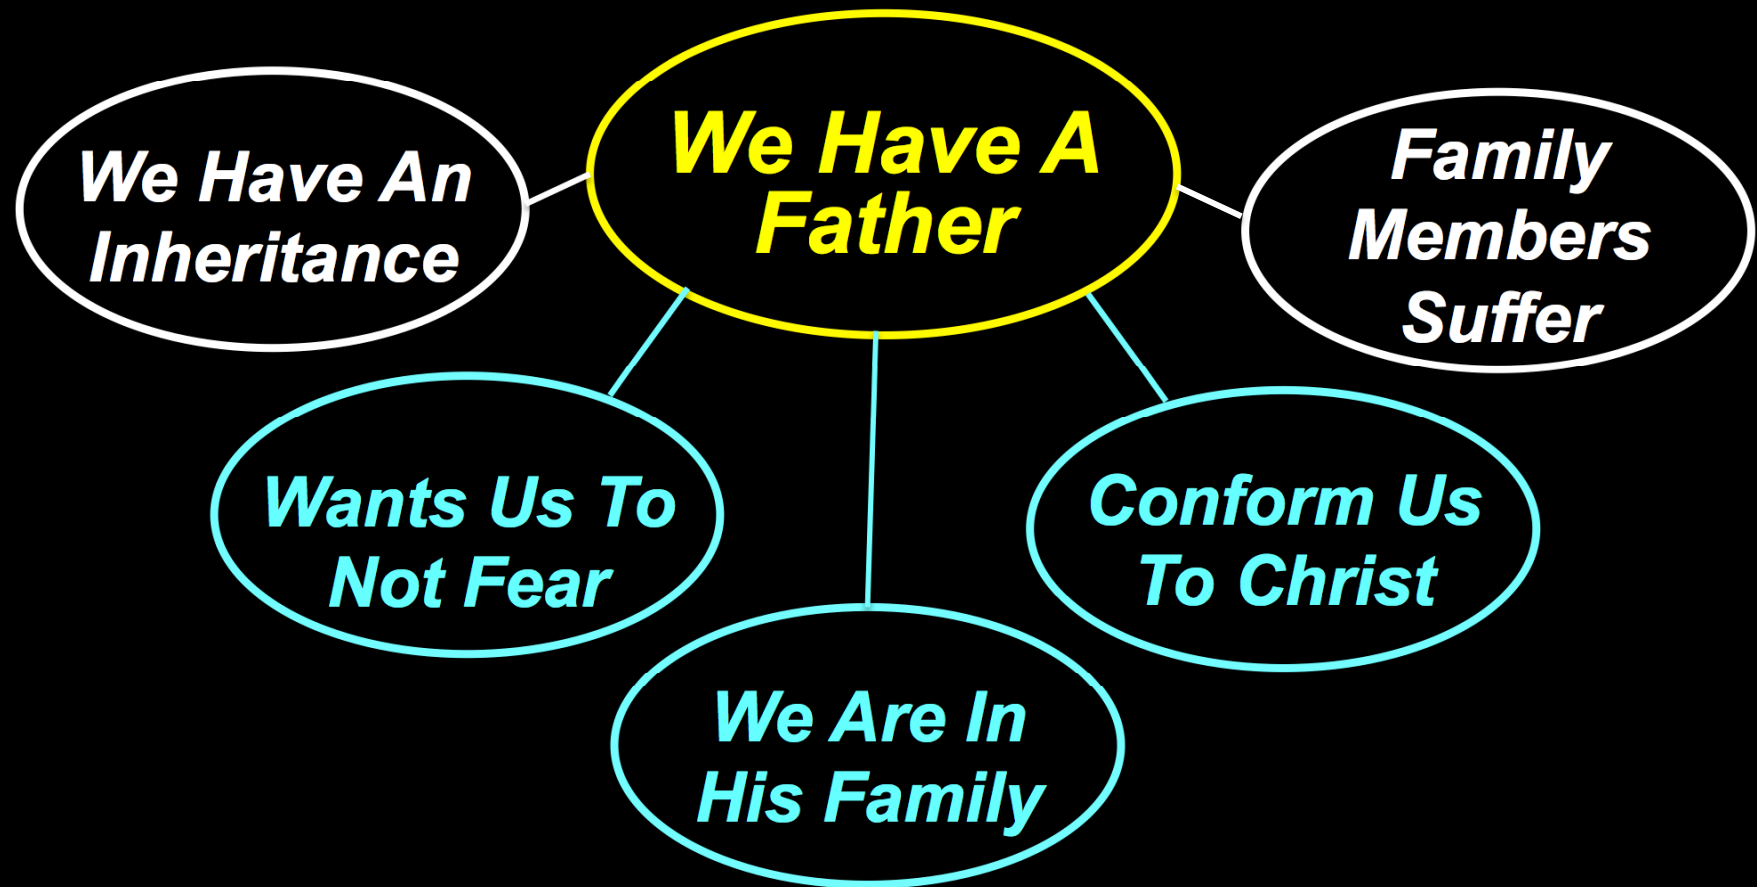 We Have A
Father
We Have An
Inheritance
Family
Members
Suffer
Wants Us To
Not Fear
Conform Us
To Christ
We Are In
His Family